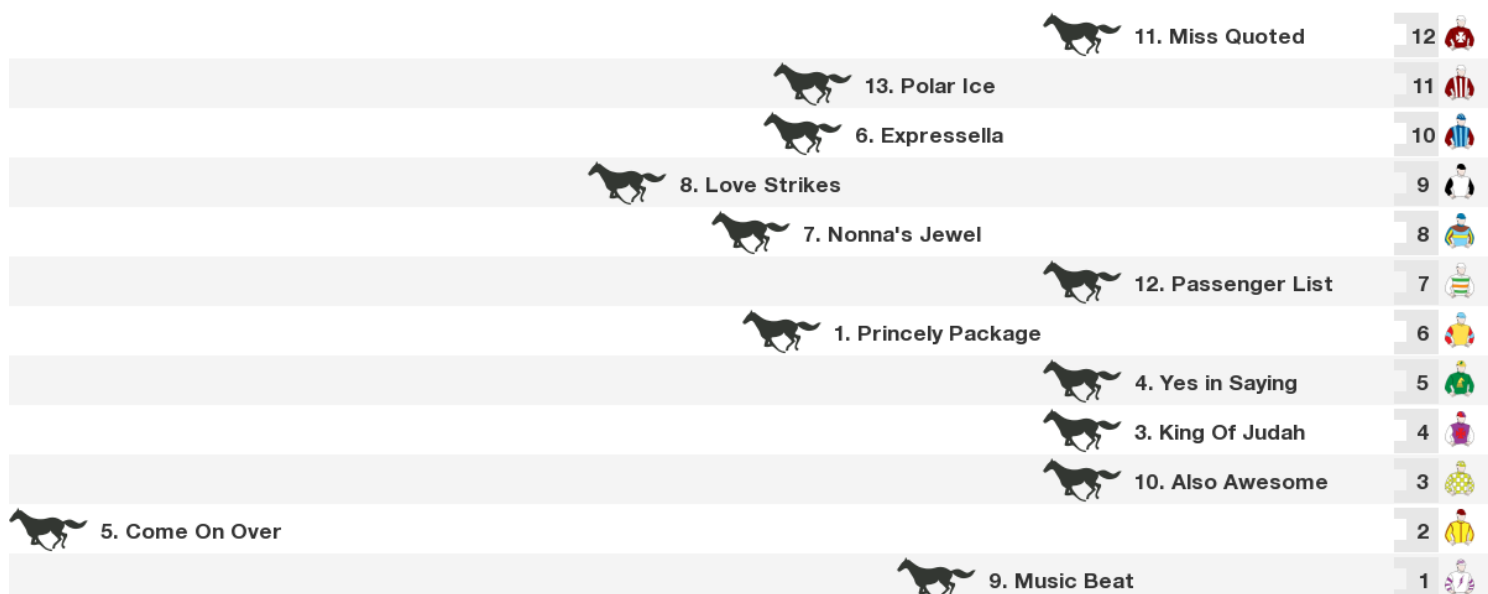 11. Miss Quoted 12
13. Polar Ice 11
6. Expressella 10
8. Love Strikes 9
7. Nonna's Jewel 8
12. Passenger List 7
1. Princely Package 6
4. Yes in Saying 5
3. King Of Judah 4
10. Also Awesome 3
5. Come On Over 2
9. Music Beat 1